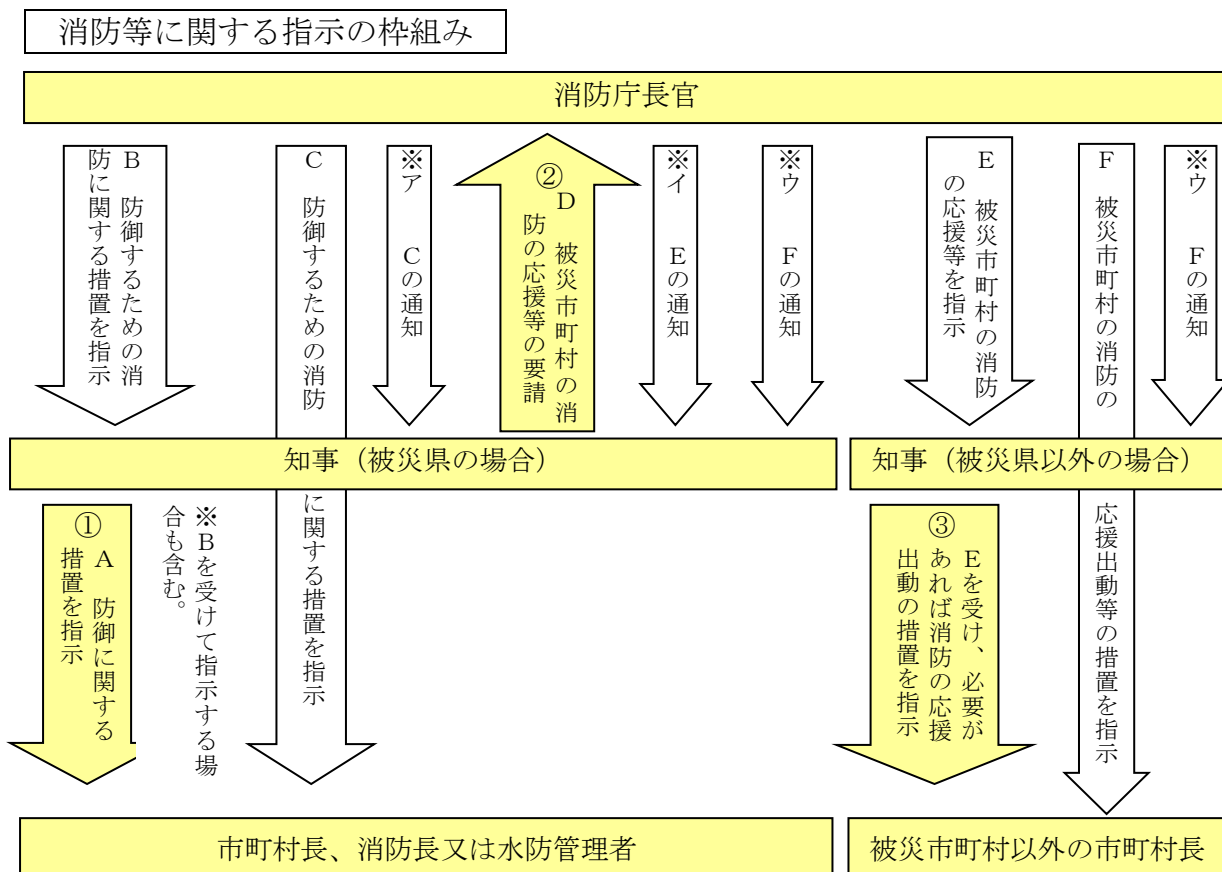 消防等に関する指示の枠組み
消防庁長官
B 防御するための消
防に関する措置を指示
C 防御するための消防
に関する措置を指示
※ア Cの通知
②
D 被災市町村の消
防の応援等の要請
※イ Eの通知
※ウ Fの通知
E 被災市町村の消防
の応援等を指示
F 被災市町村の消防の
応援出動等の措置を指示
※ウ Fの通知
知事（被災県の場合）
知事（被災県以外の場合）
①
A 防御に関する
措置を指示
※Bを受けて指示する場
合も含む。
③
Eを受け、必要が
あれば消防の応援
出動の措置を指示
市町村長、消防長又は水防管理者
被災市町村以外の市町村長